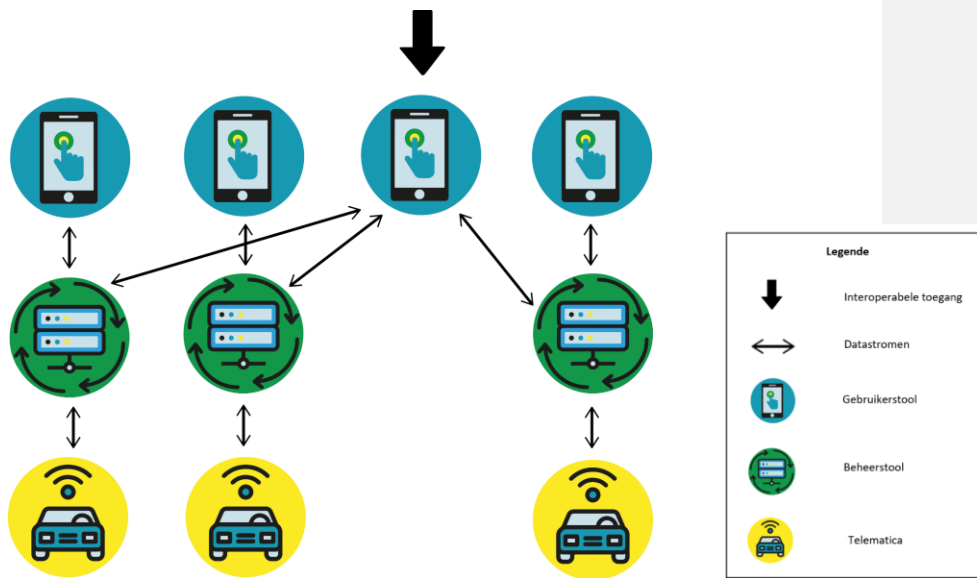 Legende
Interoperabele toegang
Datastromen
Gebruikerstool
Beheerstool
Telematica